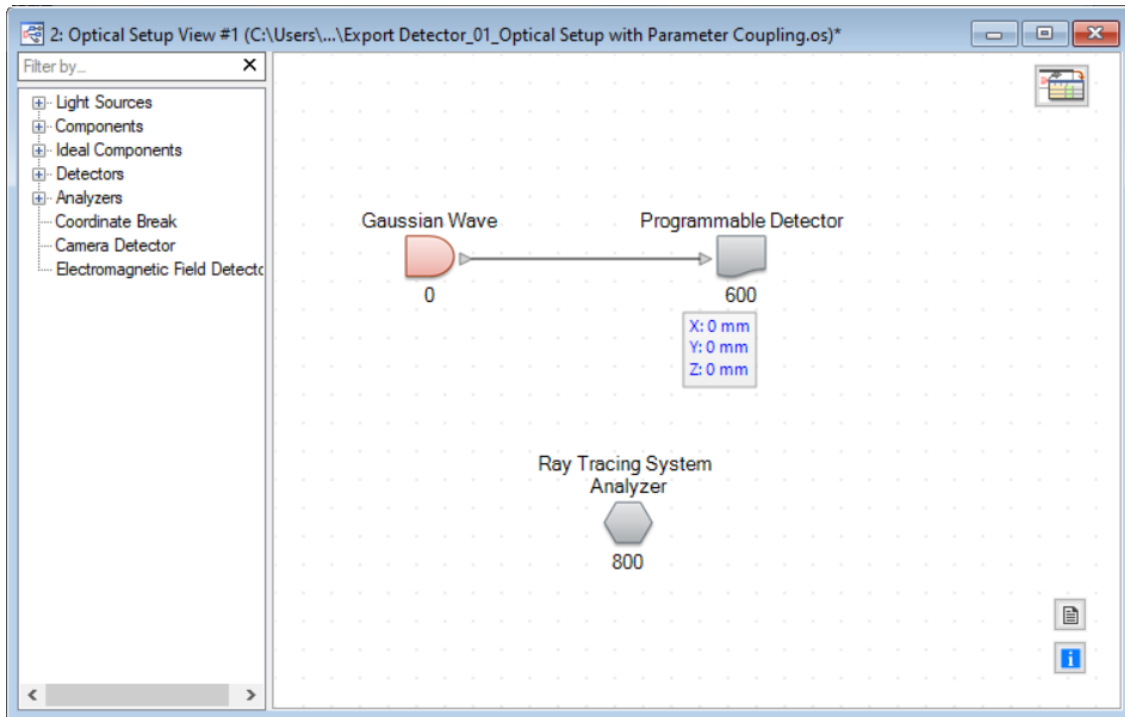 2: Optical Setup View #1 (C:\Users\...\Export Detector_01_Optical Setup with Parameter Coupling.os)*
Filter by...
Light Sources
Components
Ideal Components
Detectors
Analyzers
Coordinate Break
Camera Detector
Electromagnetic Field Detecto
Gaussian Wave
0
Programmable Detector
600
X: 0 mm
Y: 0 mm
Z: 0 mm
Ray Tracing System
Analyzer
800